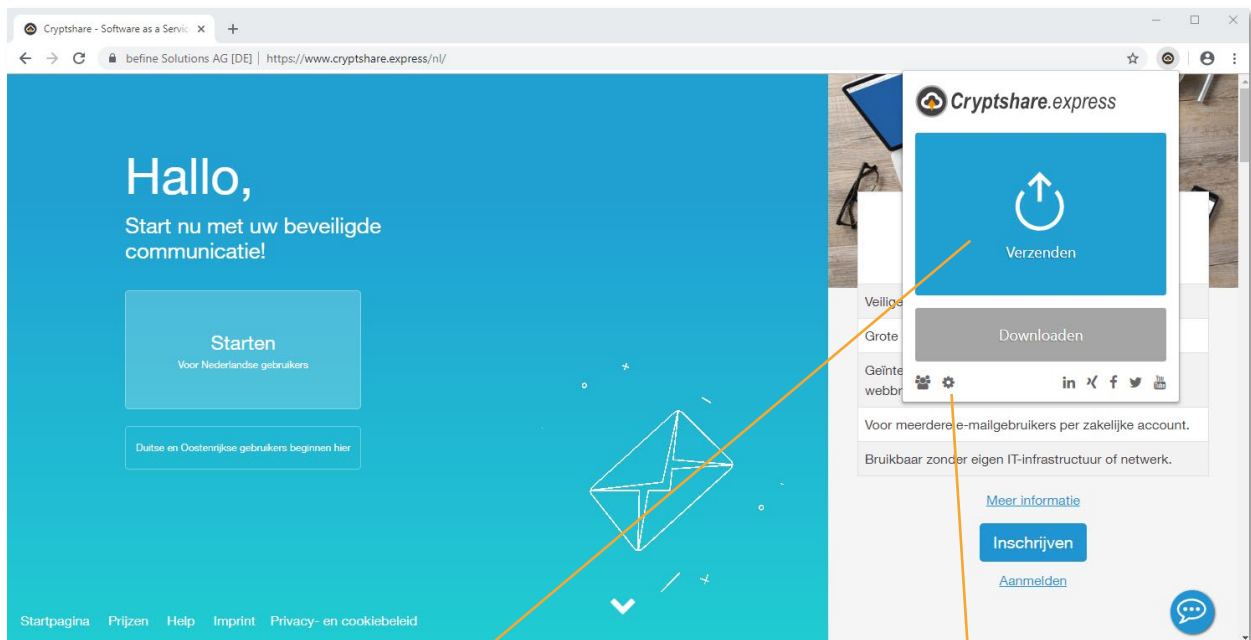 Cryptshare - Software as a Servic
befine Solutions AG [DE] | https://www.cryptshare.express/nl/
Hallo,
Start nu met uw beveiligde
communicatie!
Starten
Voor Nederlandse gebruikers
Duitse en Oostenrijkse gebruikers beginnen hier
Startpagina Prijzen Help Imprint Privacy- en cookiebeleid
Cryptshare.express
Verzenden
Downloaden
Veilige
Grote
Geïnte
webbr
Voor meerdere e-mailgebruikers per zakelijke account.
Bruikbaar zonder eigen IT-infrastructuur of netwerk.
Meer informatie
Inschrijven
Aanmelden